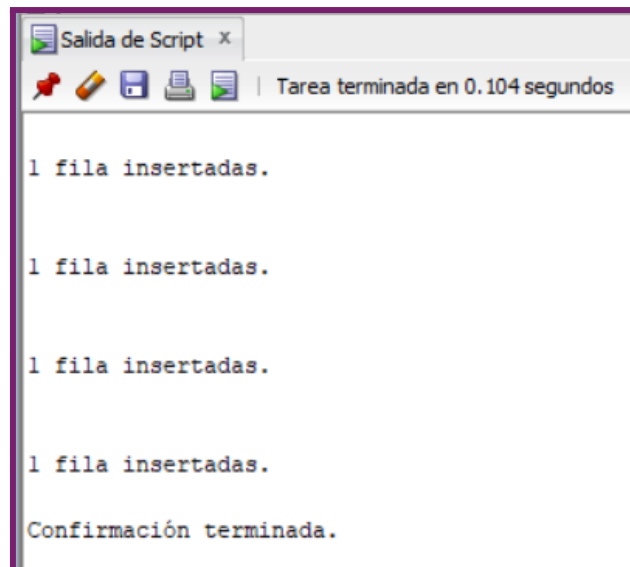 Salida de Script x
Tarea terminada en 0.104 segundos
1 fila insertadas.
1 fila insertadas.
1 fila insertadas.
1 fila insertadas.
Confirmación terminada.